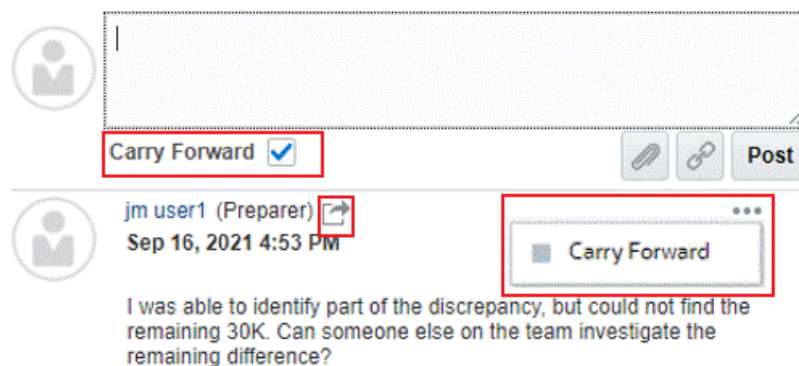 Carry Forward
Post
jm user1 (Preparer)
Sep 16, 2021 4:53 PM
Carry Forward
I was able to identify part of the discrepancy, but could not find the
remaining 30K. Can someone else on the team investigate the
remaining difference?